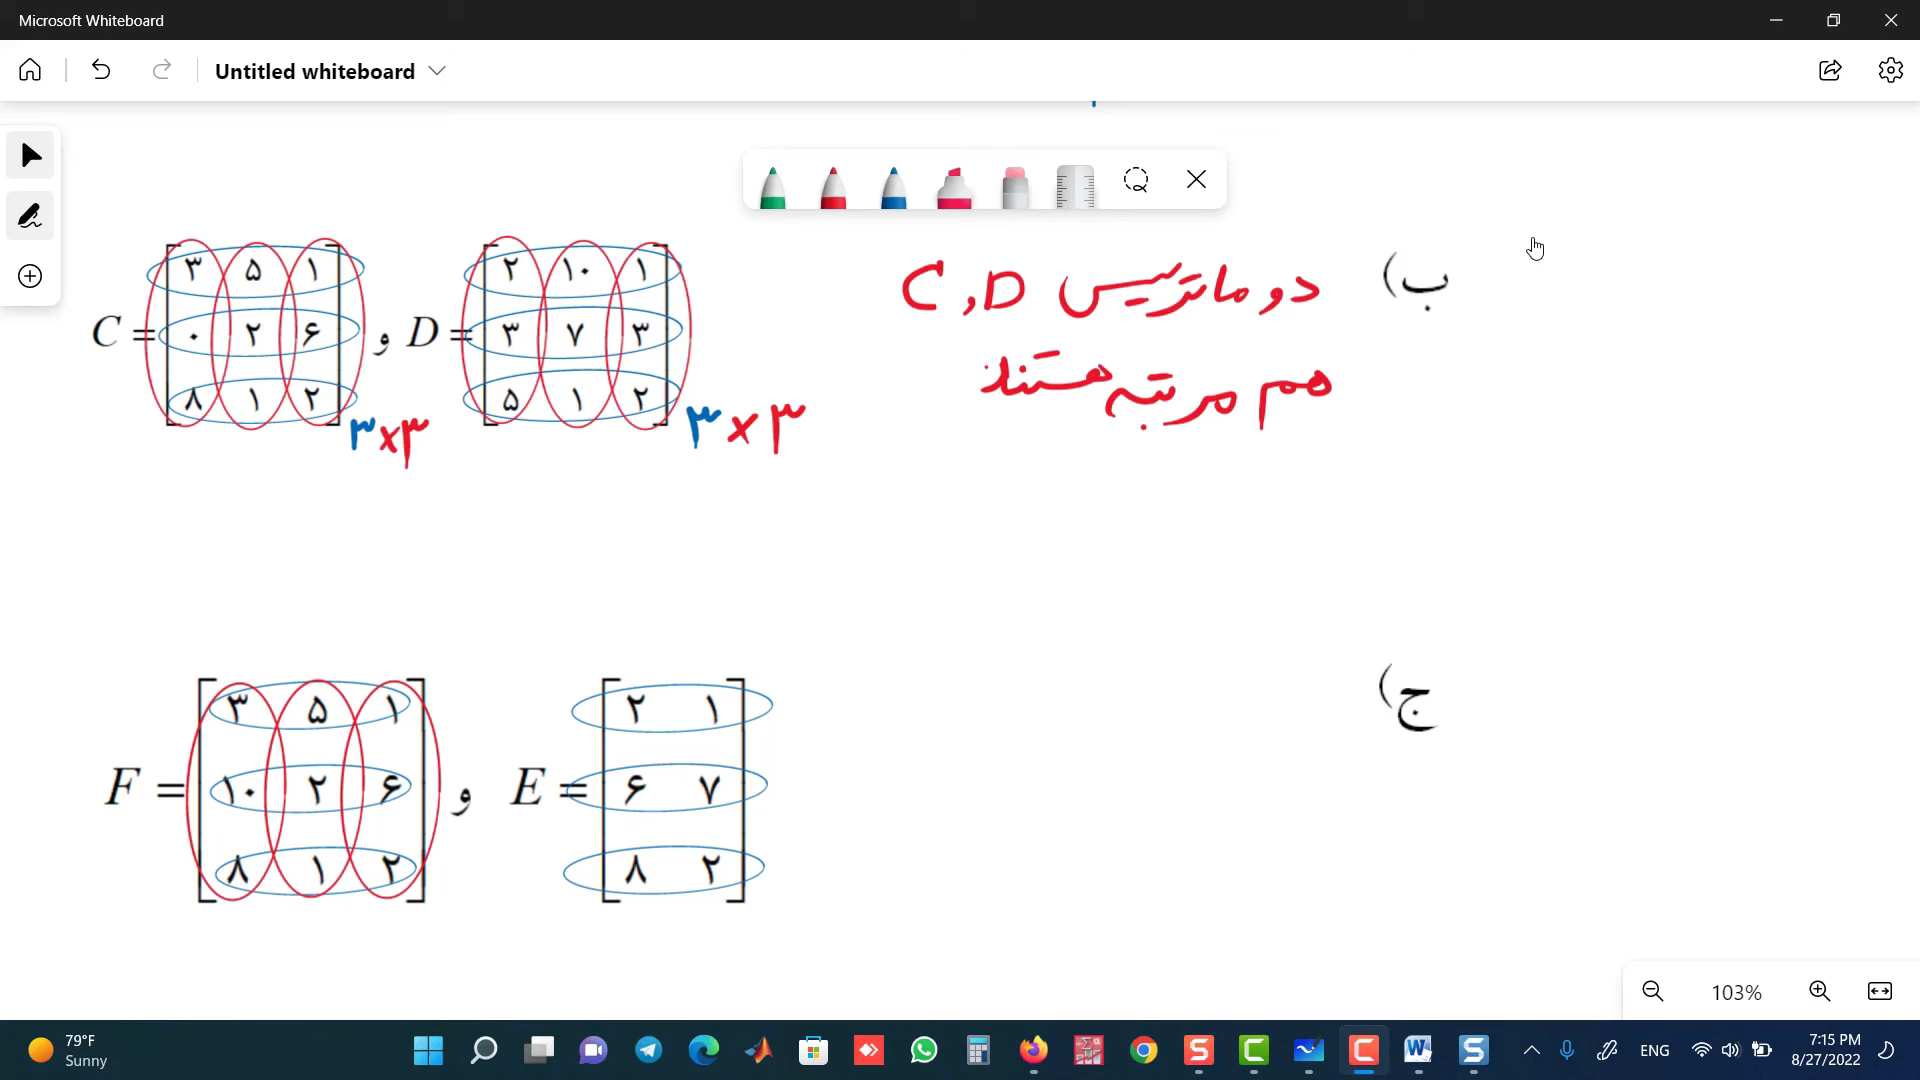 Microsoft Whiteboard
Untitled whiteboard
ب)
دو ماتریس C, D
هم مرتبه هستند
C = [ ۳ ۵ ۱
۰ ۲ ۶
۸ ۱ ۲ ] ۳×۳
و
D = [ ۲ ۱۰ ۱
۳ ۷ ۳
۵ ۱ ۲ ] ۳×۳
ج)
F = [ ۳ ۵ ۱
۱۰ ۲ ۶
۸ ۱ ۲ ]
و
E = [ ۲ ۱
۶ ۷
۸ ۲ ]
103%
79°F
Sunny
ENG
7:15 PM
8/27/2022